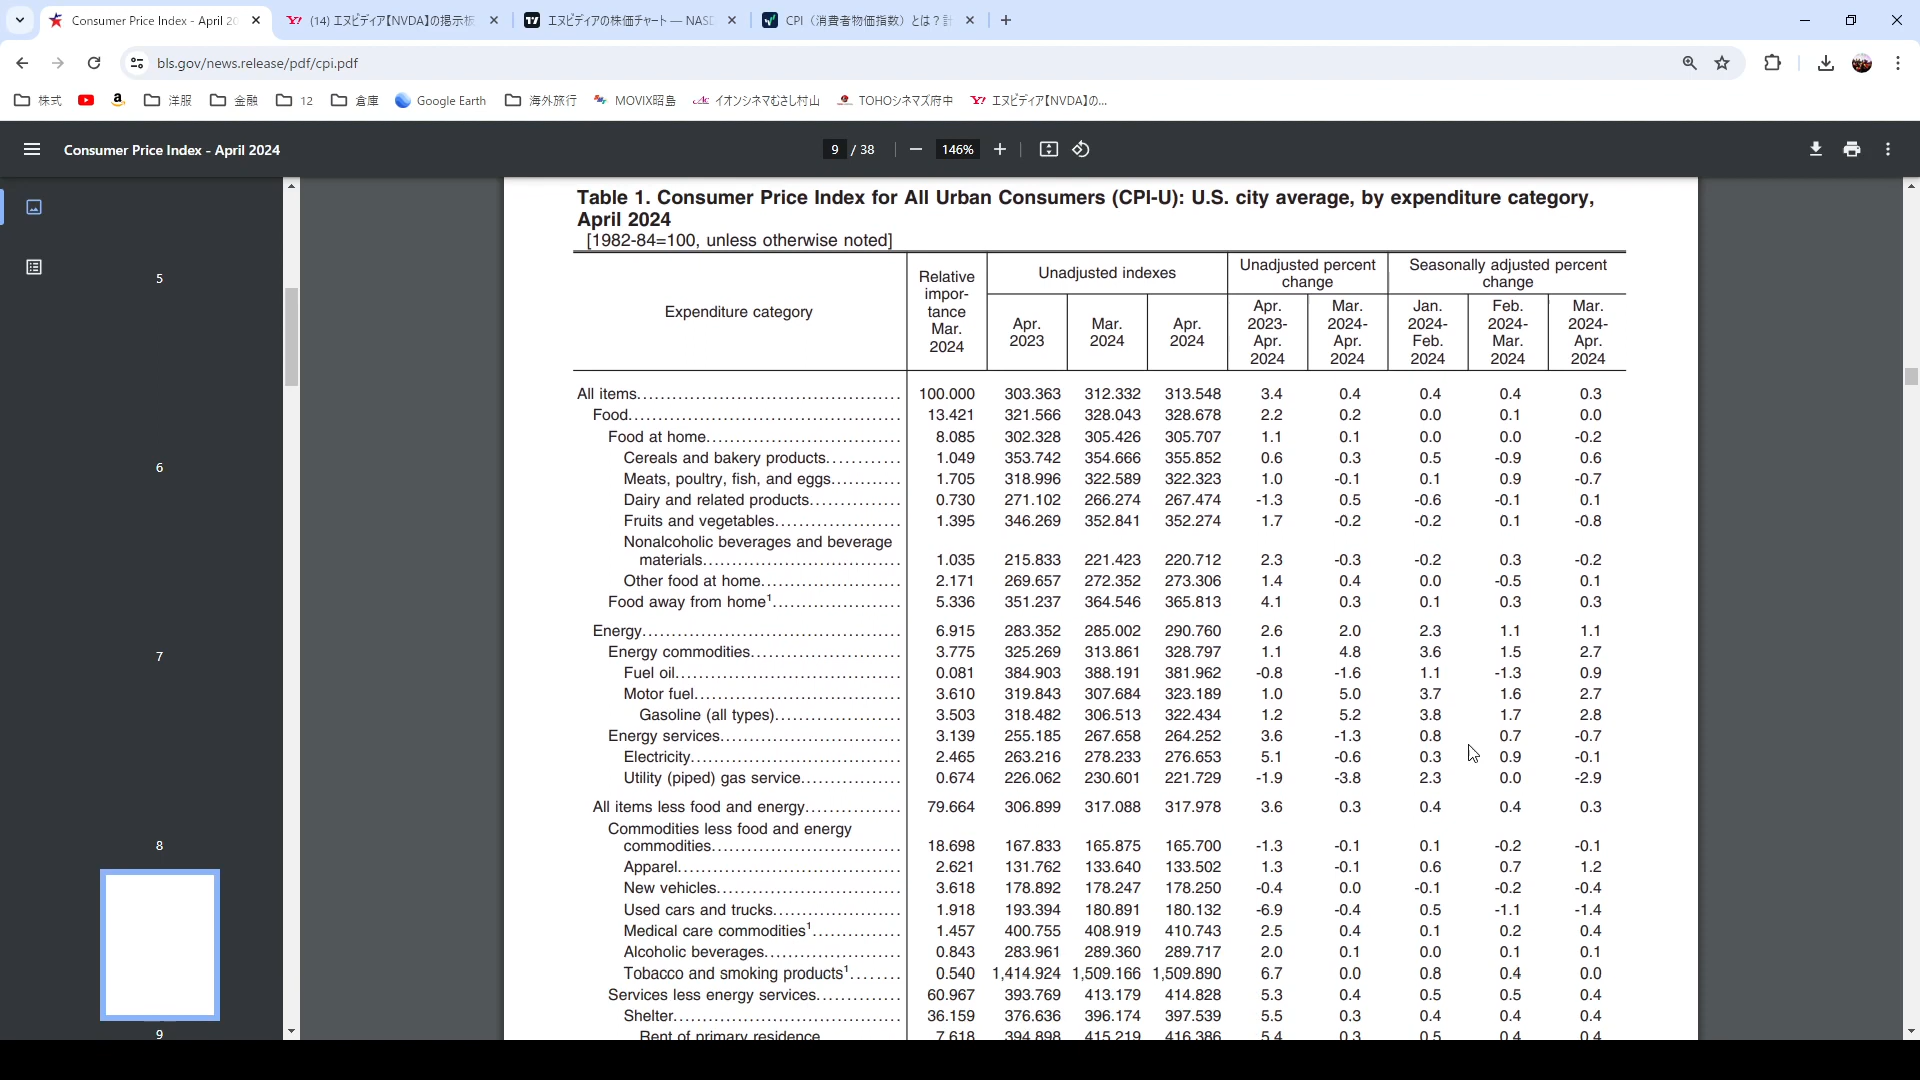 Consumer Price Index - April 20
(14) エヌビディア【NVDA】の掲示板
エヌビディアの株価チャート — NASD
CPI（消費者物価指数）とは？計
bls.gov/news.release/pdf/cpi.pdf
株式
洋服
金融
12
倉庫
Google Earth
海外旅行
MOVIX昭島
イオンシネマむさし村山
TOHOシネマズ府中
エヌビディア【NVDA】の...
Consumer Price Index - April 2024
9 / 38
146%
5
6
7
8
9
Table 1. Consumer Price Index for All Urban Consumers (CPI-U): U.S. city average, by expenditure category,
April 2024
[1982-84=100, unless otherwise noted]
Expenditure category
Relative
impor-
tance
Mar.
2024
Unadjusted indexes
Apr.
2023
Mar.
2024
Apr.
2024
Unadjusted percent
change
Apr.
2023-
Apr.
2024
Mar.
2024-
Apr.
2024
Seasonally adjusted percent
change
Jan.
2024-
Feb.
2024
Feb.
2024-
Mar.
2024
Mar.
2024-
Apr.
2024
All items 100.000 303.363 312.332 313.548 3.4 0.4 0.4 0.4 0.3
Food 13.421 321.566 328.043 328.678 2.2 0.2 0.0 0.1 0.0
Food at home 8.085 302.328 305.426 305.707 1.1 0.1 0.0 0.0 -0.2
Cereals and bakery products 1.049 353.742 354.666 355.852 0.6 0.3 0.5 -0.9 0.6
Meats, poultry, fish, and eggs 1.705 318.996 322.589 322.323 1.0 -0.1 0.1 0.9 -0.7
Dairy and related products 0.730 271.102 266.274 267.474 -1.3 0.5 -0.6 -0.1 0.1
Fruits and vegetables 1.395 346.269 352.841 352.274 1.7 -0.2 -0.2 0.1 -0.8
Nonalcoholic beverages and beverage
materials 1.035 215.833 221.423 220.712 2.3 -0.3 -0.2 0.3 -0.2
Other food at home 2.171 269.657 272.352 273.306 1.4 0.4 0.0 -0.5 0.1
Food away from home¹ 5.336 351.237 364.546 365.813 4.1 0.3 0.1 0.3 0.3
Energy 6.915 283.352 285.002 290.760 2.6 2.0 2.3 1.1 1.1
Energy commodities 3.775 325.269 313.861 328.797 1.1 4.8 3.6 1.5 2.7
Fuel oil 0.081 384.903 388.191 381.962 -0.8 -1.6 1.1 -1.3 0.9
Motor fuel 3.610 319.843 307.684 323.189 1.0 5.0 3.7 1.6 2.7
Gasoline (all types) 3.503 318.482 306.513 322.434 1.2 5.2 3.8 1.7 2.8
Energy services 3.139 255.185 267.658 264.252 3.6 -1.3 0.8 0.7 -0.7
Electricity 2.465 263.216 278.233 276.653 5.1 -0.6 0.3 0.9 -0.1
Utility (piped) gas service 0.674 226.062 230.601 221.729 -1.9 -3.8 2.3 0.0 -2.9
All items less food and energy 79.664 306.899 317.088 317.978 3.6 0.3 0.4 0.4 0.3
Commodities less food and energy
commodities 18.698 167.833 165.875 165.700 -1.3 -0.1 0.1 -0.2 -0.1
Apparel 2.621 131.762 133.640 133.502 1.3 -0.1 0.6 0.7 1.2
New vehicles 3.618 178.892 178.247 178.250 -0.4 0.0 -0.1 -0.2 -0.4
Used cars and trucks 1.918 193.394 180.891 180.132 -6.9 -0.4 0.5 -1.1 -1.4
Medical care commodities¹ 1.457 400.755 408.919 410.743 2.5 0.4 0.1 0.2 0.4
Alcoholic beverages 0.843 283.961 289.360 289.717 2.0 0.1 0.0 0.1 0.1
Tobacco and smoking products¹ 0.540 1,414.924 1,509.166 1,509.890 6.7 0.0 0.8 0.4 0.0
Services less energy services 60.967 393.769 413.179 414.828 5.3 0.4 0.5 0.5 0.4
Shelter 36.159 376.636 396.174 397.539 5.5 0.3 0.4 0.4 0.4
Rent of primary residence 7.618 394.898 415.219 416.386 5.4 0.3 0.5 0.4 0.4